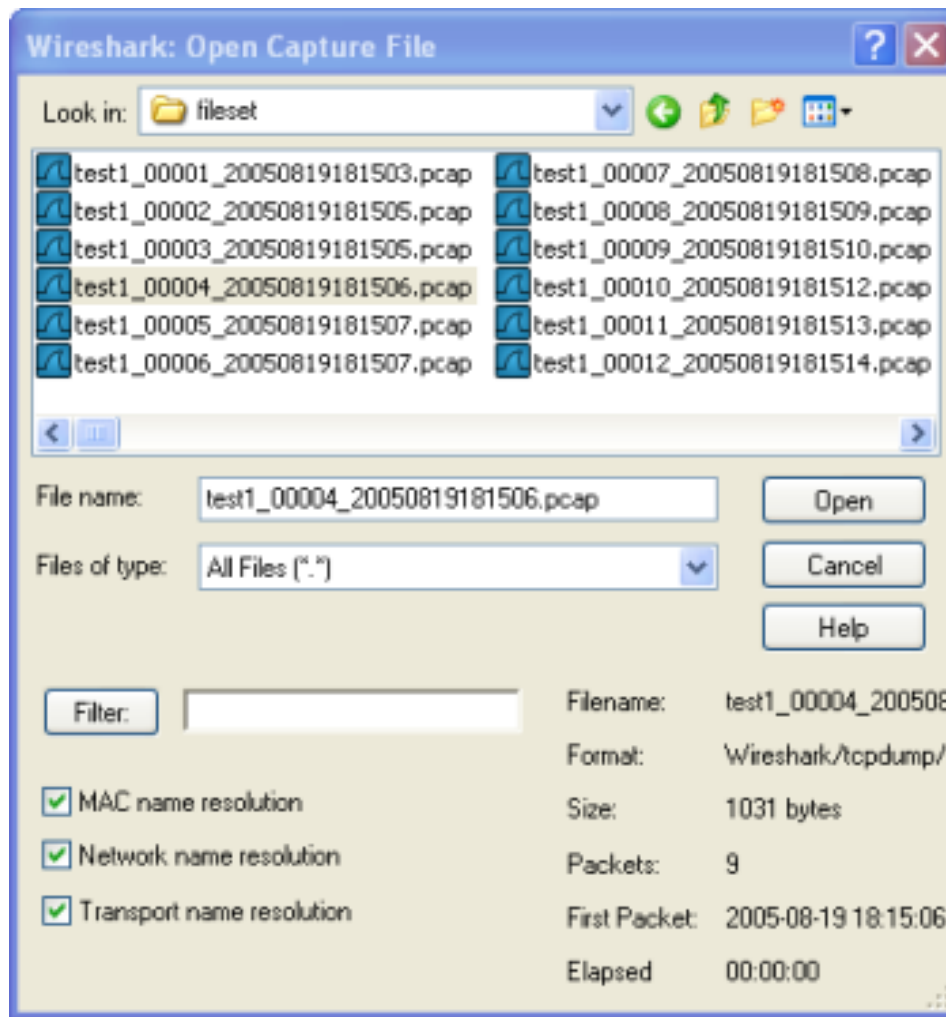 Wireshark: Open Capture File
Look in: fileset
test1_00001_20050819181503.pcap
test1_00002_20050819181505.pcap
test1_00003_20050819181505.pcap
test1_00004_20050819181506.pcap
test1_00005_20050819181507.pcap
test1_00006_20050819181507.pcap
test1_00007_20050819181508.pcap
test1_00008_20050819181509.pcap
test1_00009_20050819181510.pcap
test1_00010_20050819181512.pcap
test1_00011_20050819181513.pcap
test1_00012_20050819181514.pcap
File name: test1_00004_20050819181506.pcap
Open
Files of type: All Files (*.*)
Cancel
Help
Filter:
MAC name resolution
Network name resolution
Transport name resolution
Filename: test1_00004_200508
Format: Wireshark/tcpdump/
Size: 1031 bytes
Packets: 9
First Packet: 2005-08-19 18:15:06
Elapsed 00:00:00